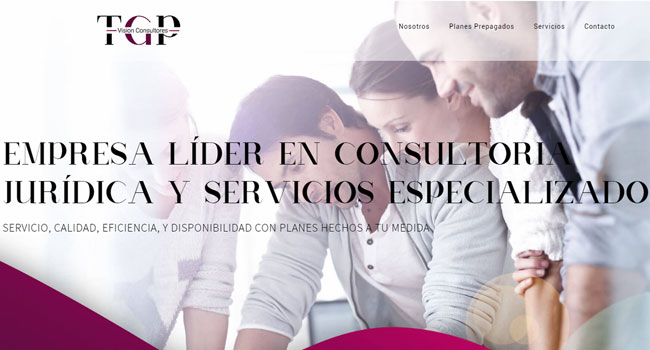 TGP
Vision Consultores
Nosotros Planes Prepagados Servicios Contacto
EMPRESA LÍDER EN CONSULTORIA
JURÍDICA Y SERVICIOS ESPECIALIZADO
SERVICIO, CALIDAD, EFICIENCIA, Y DISPONIBILIDAD CON PLANES HECHOS A TU MEDIDA.